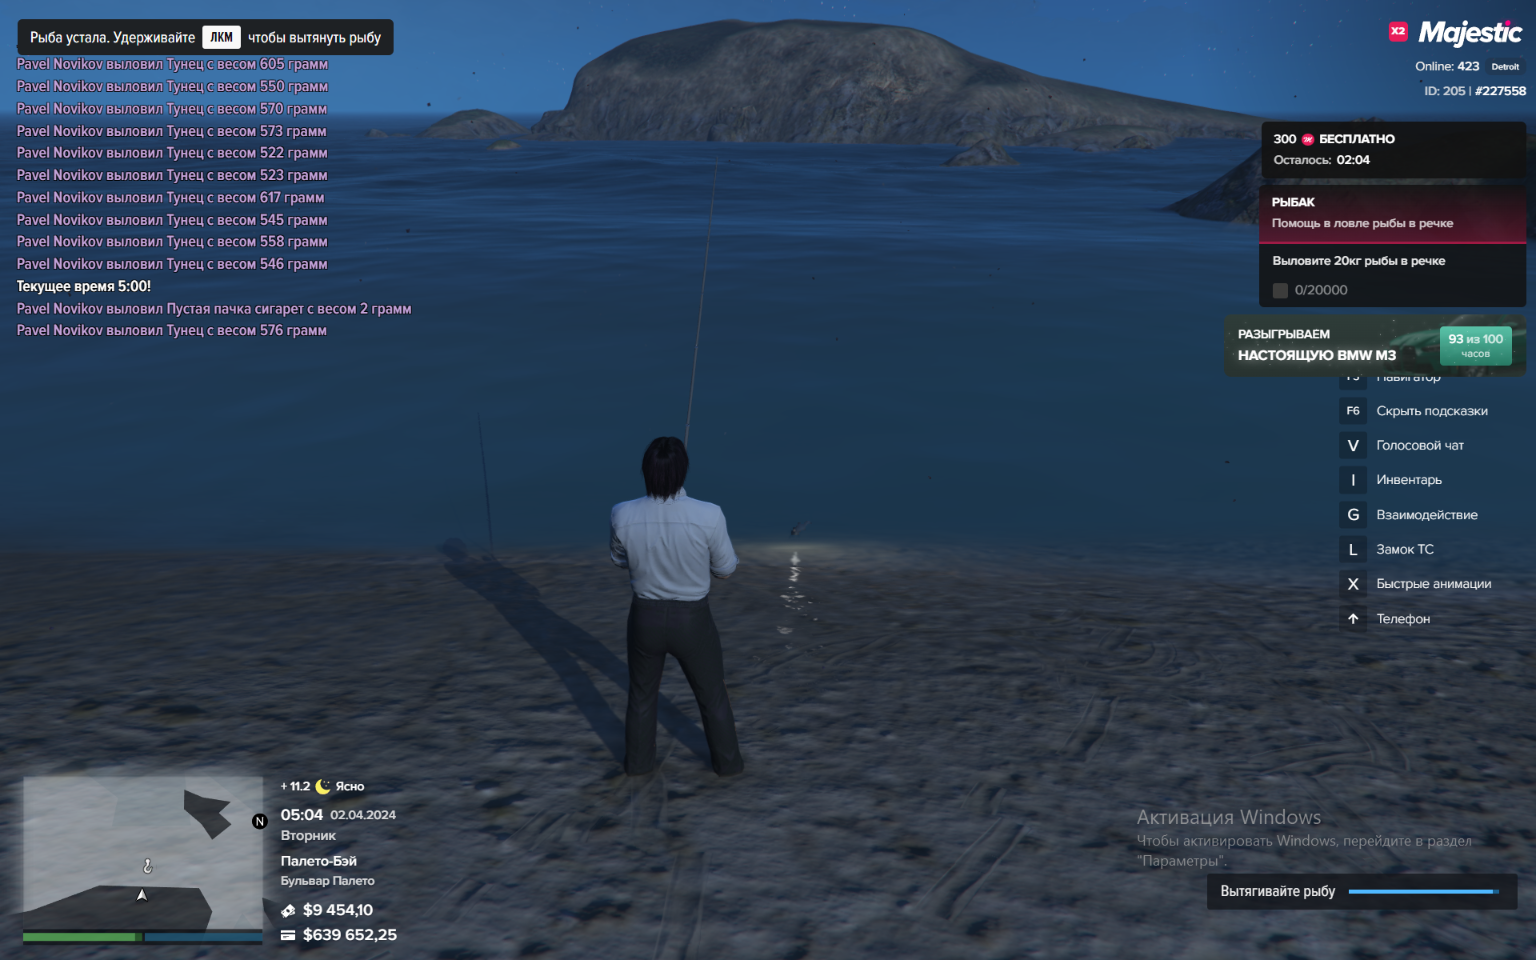 Рыба устала. Удерживайте ЛКМ чтобы вытянуть рыбу
Pavel Novikov выловил Тунец с весом 605 грамм
Pavel Novikov выловил Тунец с весом 550 грамм
Pavel Novikov выловил Тунец с весом 570 грамм
Pavel Novikov выловил Тунец с весом 573 грамм
Pavel Novikov выловил Тунец с весом 522 грамм
Pavel Novikov выловил Тунец с весом 523 грамм
Pavel Novikov выловил Тунец с весом 617 грамм
Pavel Novikov выловил Тунец с весом 545 грамм
Pavel Novikov выловил Тунец с весом 558 грамм
Pavel Novikov выловил Тунец с весом 546 грамм
Текущее время 5:00!
Pavel Novikov выловил Пустая пачка сигарет с весом 2 грамм
Pavel Novikov выловил Тунец с весом 576 грамм
X2 Majestic
Online: 423 Detroit
ID: 205 | #227558
300 БЕСПЛАТНО
Осталось: 02:04
РЫБАК
Помощь в ловле рыбы в речке
Выловите 20кг рыбы в речке
0/20000
РАЗЫГРЫВАЕМ
НАСТОЯЩУЮ BMW M3
93 из 100
часов
Навигатор
F6 Скрыть подсказки
V Голосовой чат
I Инвентарь
G Взаимодействие
L Замок ТС
X Быстрые анимации
Телефон
N
+ 11.2 Ясно
05:04 02.04.2024
Вторник
Палето-Бэй
Бульвар Палето
$9 454,10
$639 652,25
Активация Windows
Чтобы активировать Windows, перейдите в раздел
"Параметры".
Вытягивайте рыбу